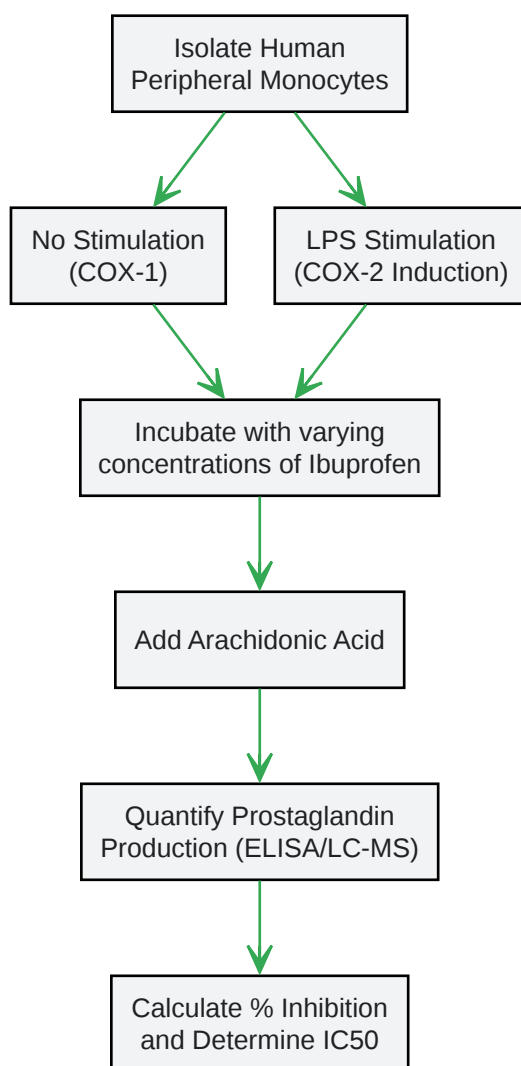 Isolate Human
Peripheral Monocytes
No Stimulation
(COX-1)
LPS Stimulation
(COX-2 Induction)
Incubate with varying
concentrations of Ibuprofen
Add Arachidonic Acid
Quantify Prostaglandin
Production (ELISA/LC-MS)
Calculate % Inhibition
and Determine IC50